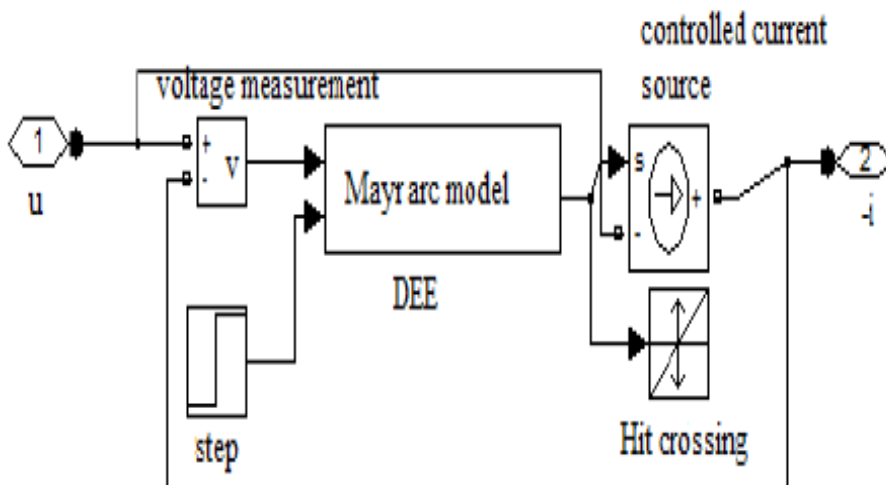 controlled current
source
voltage measurement
1
u
+
-
v
Mayr arc model
DEE
s
-
+
2
-i
step
Hit crossing